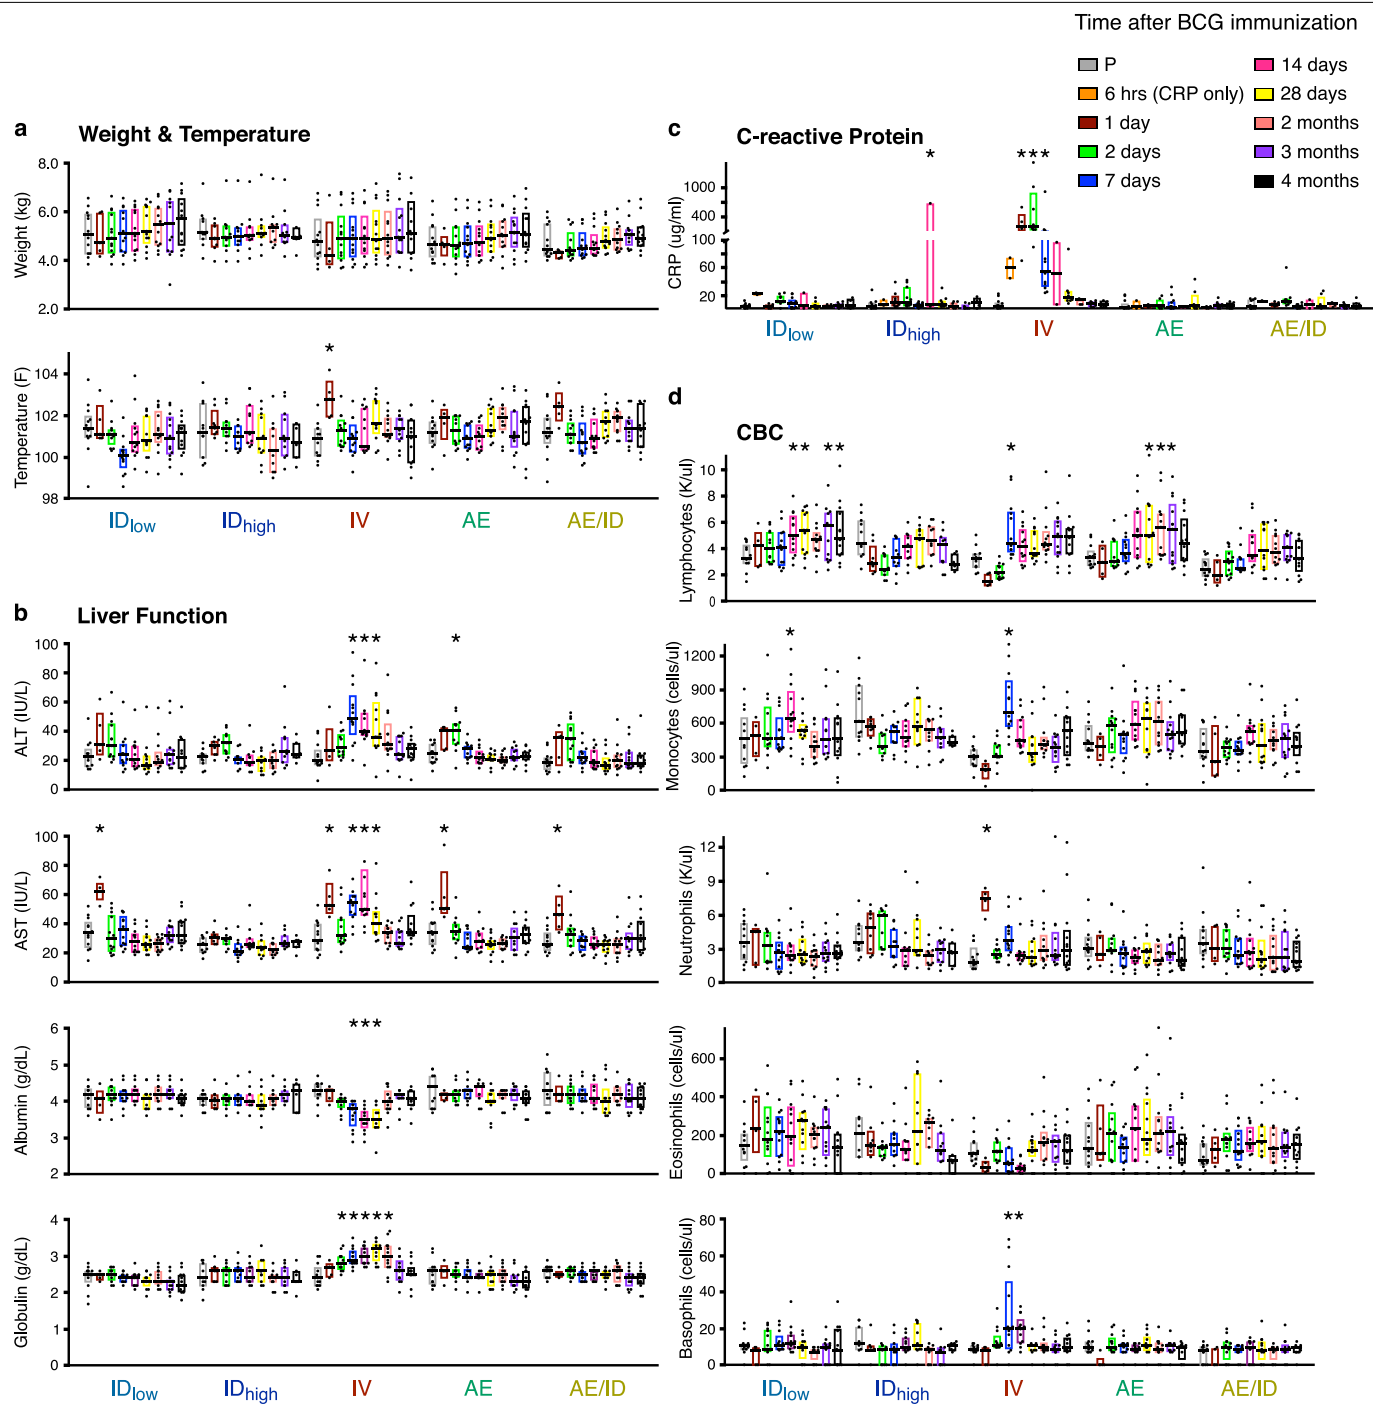 Time after BCG immunization
P
14 days
6 hrs (CRP only)
28 days
1 day
2 months
2 days
3 months
7 days
4 months
a Weight & Temperature
Weight (kg)
8.0
6.0
4.0
2.0
*
Temperature (F)
104
102
100
98
IDlow IDhigh IV AE AE/ID
b Liver Function
ALT (IU/L)
100
80
60
40
20
0
*** *
AST (IU/L)
100
80
60
40
20
0
* * *** * *
Albumin (g/dL)
6
5
4
3
2
***
Globulin (g/dL)
4
3
2
1
0
*****
IDlow IDhigh IV AE AE/ID
c C-reactive Protein
* ***
CRP (ug/ml)
1000
400
100
60
20
IDlow IDhigh IV AE AE/ID
d CBC
Lymphocytes (K/ul)
10
8
6
4
2
0
** ** * ***
Monocytes (cells/ul)
1200
900
600
300
0
* *
Neutrophils (K/ul)
12
9
6
3
0
*
Eosinophils (cells/ul)
600
400
200
0
Basophils (cells/ul)
80
60
40
20
0
**
IDlow IDhigh IV AE AE/ID